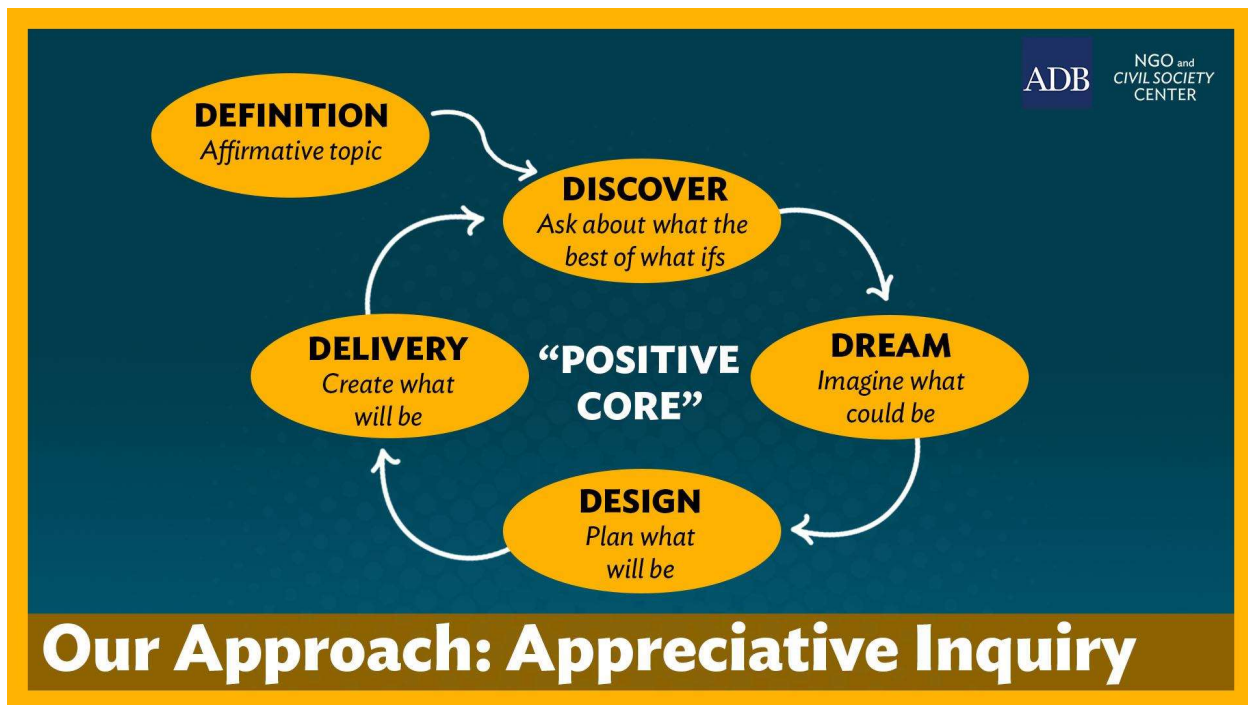 ADB
NGO and
CIVIL SOCIETY
CENTER
DEFINITION
Affirmative topic
DISCOVER
Ask about what the
best of what ifs
DREAM
Imagine what
could be
DESIGN
Plan what
will be
DELIVERY
Create what
will be
“POSITIVE
CORE”
Our Approach: Appreciative Inquiry